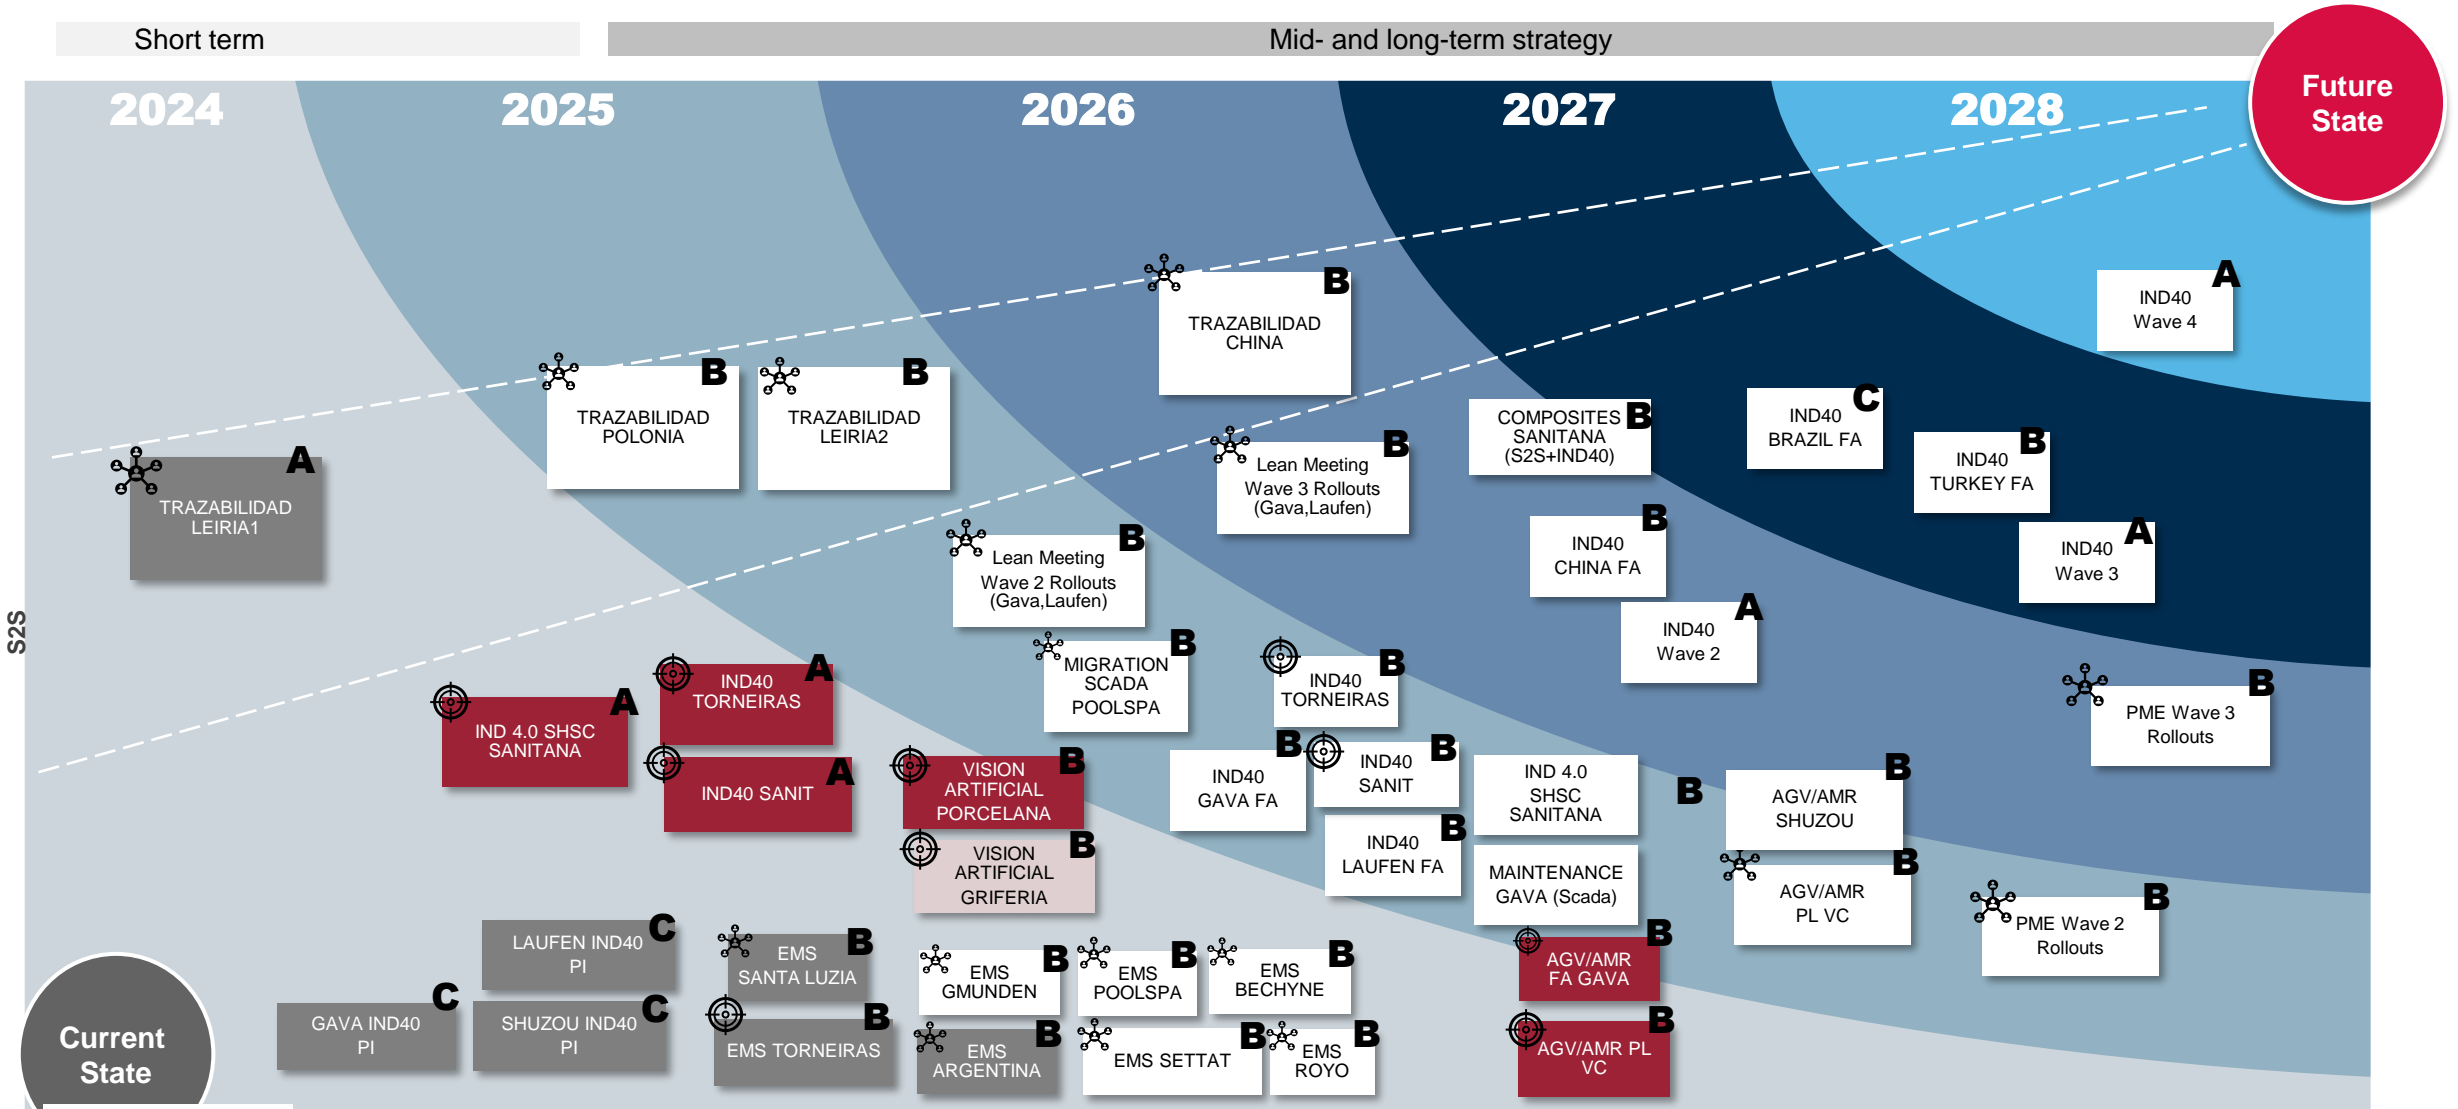 Short term
Mid- and long-term strategy
Future
State
2024
2025
2026
2027
2028
A
IND40
Wave 4
B
TRAZABILIDAD
CHINA
B
TRAZABILIDAD
POLONIA
B
TRAZABILIDAD
LEIRIA2
B
COMPOSITES
SANITANA
(S2S+IND40)
C
IND40
BRAZIL FA
B
IND40
TURKEY FA
A
TRAZABILIDAD
LEIRIA1
B
Lean Meeting
Wave 3 Rollouts
(Gava,Laufen)
B
Lean Meeting
Wave 2 Rollouts
(Gava,Laufen)
B
IND40
CHINA FA
A
IND40
Wave 3
A
IND40
Wave 2
S2S
B
MIGRATION
SCADA
POOLSPA
B
IND40
TORNEIRAS
A
IND40
TORNEIRAS
A
IND 4.0 SHSC
SANITANA
B
PME Wave 3
Rollouts
A
IND40 SANIT
B
VISION
ARTIFICIAL
PORCELANA
B
IND40
GAVA FA
B
IND40
SANIT
IND 4.0
SHSC
SANITANA
B
B
AGV/AMR
SHUZOU
B
VISION
ARTIFICIAL
GRIFERIA
B
IND40
LAUFEN FA
MAINTENANCE
GAVA (Scada)
B
AGV/AMR
PL VC
B
PME Wave 2
Rollouts
C
LAUFEN IND40
PI
B
EMS
SANTA LUZIA
B
EMS
GMUNDEN
B
EMS
POOLSPA
B
EMS
BECHYNE
B
AGV/AMR
FA GAVA
Current
State
C
GAVA IND40
PI
C
SHUZOU IND40
PI
B
EMS TORNEIRAS
B
EMS
ARGENTINA
B
EMS SETTAT
B
EMS
ROYO
B
AGV/AMR PL
VC